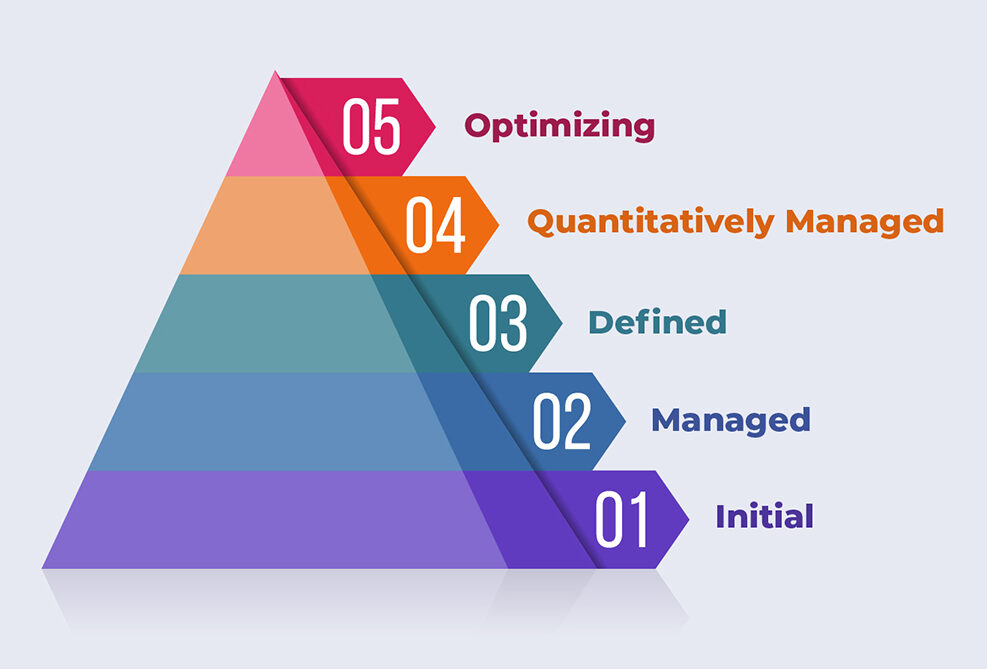 05 Optimizing
04 Quantitatively Managed
03 Defined
02 Managed
01 Initial